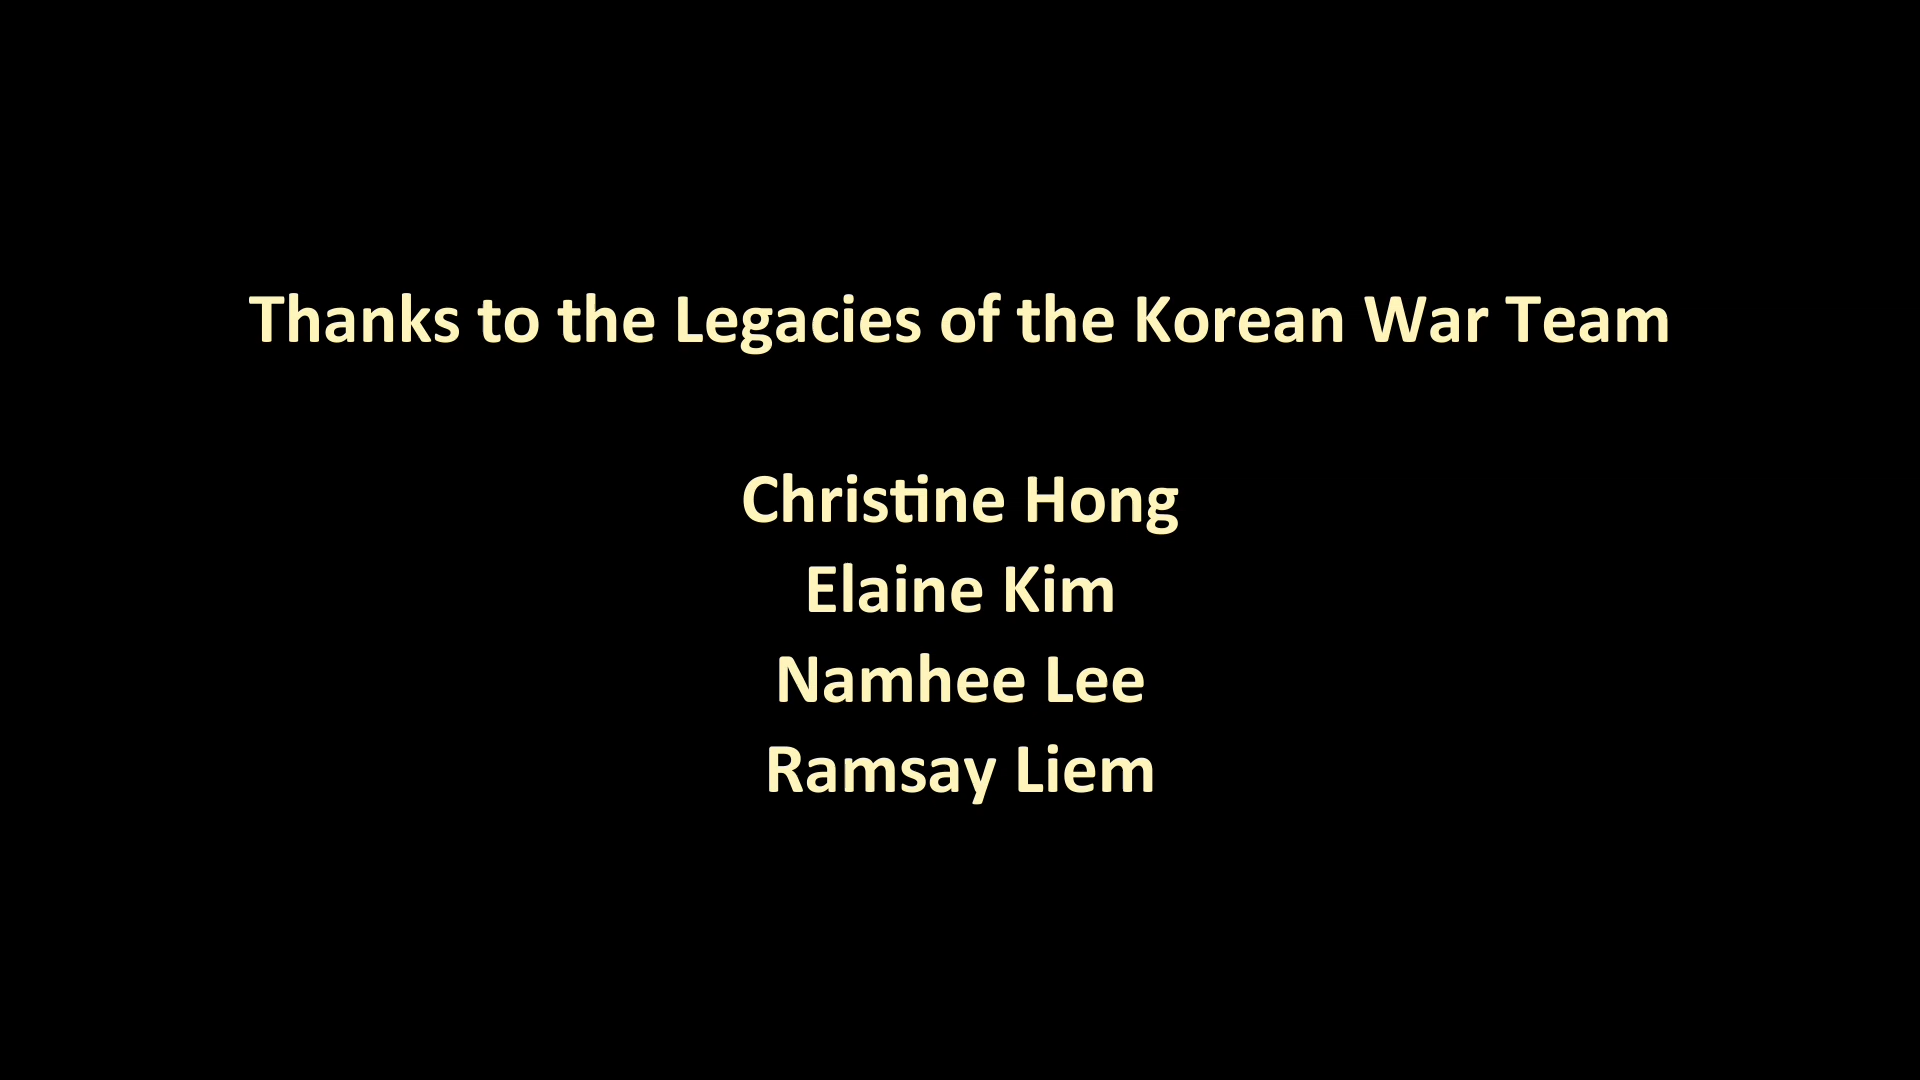 Thanks to the Legacies of the Korean War Team
Christine Hong
Elaine Kim
Namhee Lee
Ramsay Liem